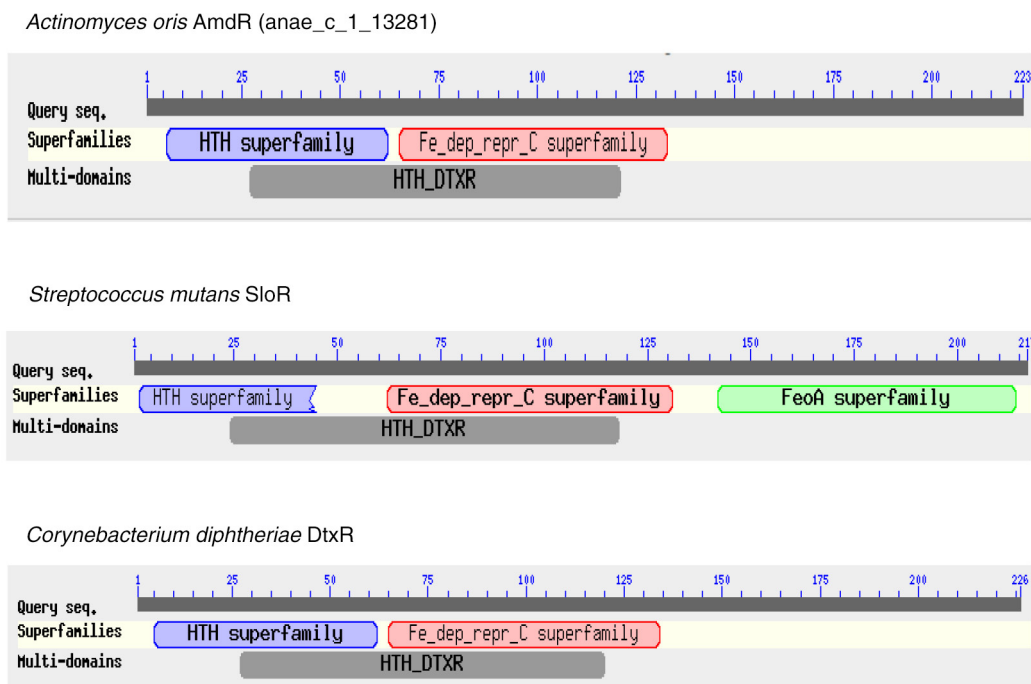 Actinomyces oris AmdR (anae_c_1_13281)
1 25 50 75 100 125 150 175 200 223
Query seq.
Superfamilies HTH superfamily Fe_dep_repr_C superfamily
Multi-domains HTH_DTXR
Streptococcus mutans SloR
1 25 50 75 100 125 150 175 200
Query seq.
Superfamilies HTH superfamily Fe_dep_repr_C superfamily FeoA superfamily
Multi-domains HTH_DTXR
Corynebacterium diphtheriae DtxR
1 25 50 75 100 125 150 175 200 226
Query seq.
Superfamilies HTH superfamily Fe_dep_repr_C superfamily
Multi-domains HTH_DTXR